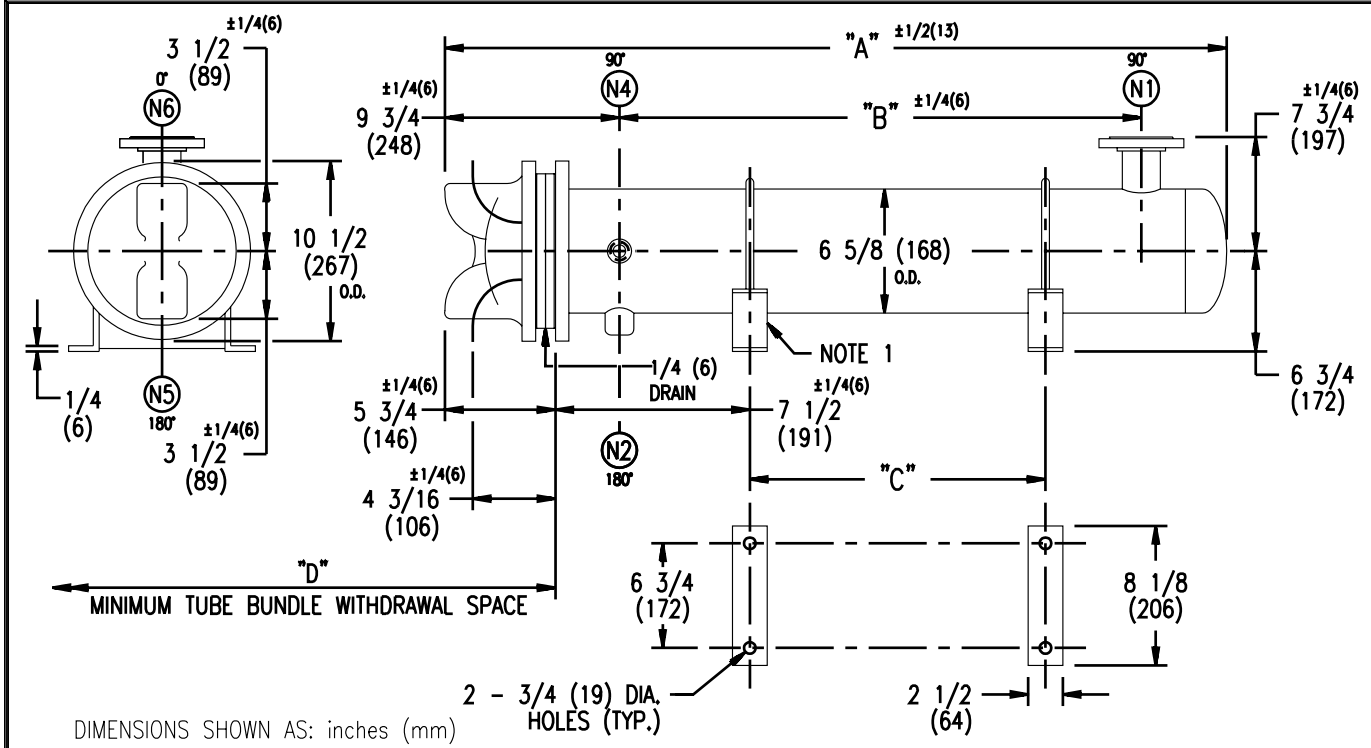 ±1/4(6)
3 1/2
(89)
0°
N6
10 1/2
(267)
O.D.
1/4
(6)
N5
180°
±1/4(6)
3 1/2
(89)
"A" ±1/2(13)
90°
N4
90°
N1
±1/4(6)
9 3/4
(248)
"B" ±1/4(6)
±1/4(6)
7 3/4
(197)
6 5/8 (168)
O.D.
NOTE 1
1/4 (6)
DRAIN
±1/4(6)
5 3/4
(146)
±1/4(6)
7 1/2
(191)
6 3/4
(172)
N2
180°
±1/4(6)
4 3/16
(106)
"C"
"D"
MINIMUM TUBE BUNDLE WITHDRAWAL SPACE
6 3/4
(172)
8 1/8
(206)
2 - 3/4 (19) DIA.
HOLES (TYP.)
2 1/2
(64)
DIMENSIONS SHOWN AS: inches (mm)